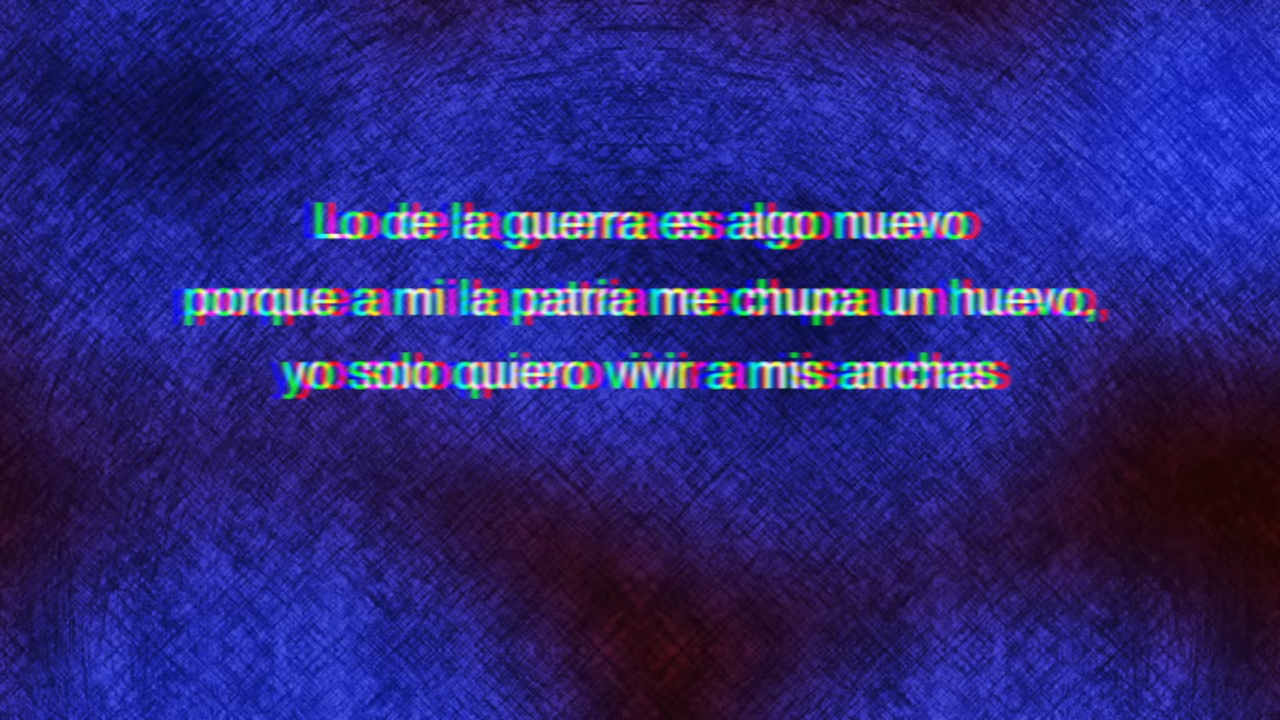 Lo de la guerra es algo nuevo
porque a mi la patria me chupa un huevo,
yo solo quiero vivir a mis anchas